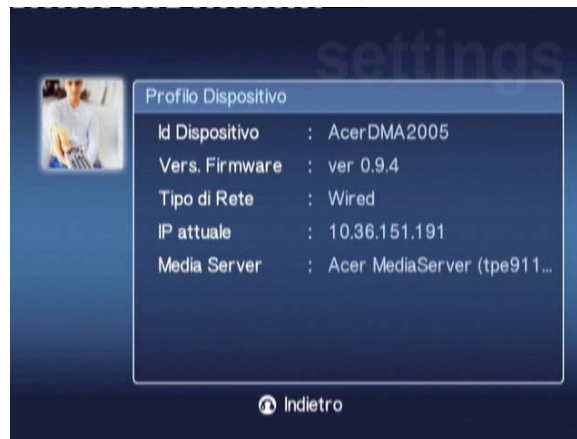 settings
Profilo Dispositivo
Id Dispositivo : AcerDMA2005
Vers. Firmware : ver 0.9.4
Tipo di Rete : Wired
IP attuale : 10.36.151.191
Media Server : Acer MediaServer (tpe911...
Indietro